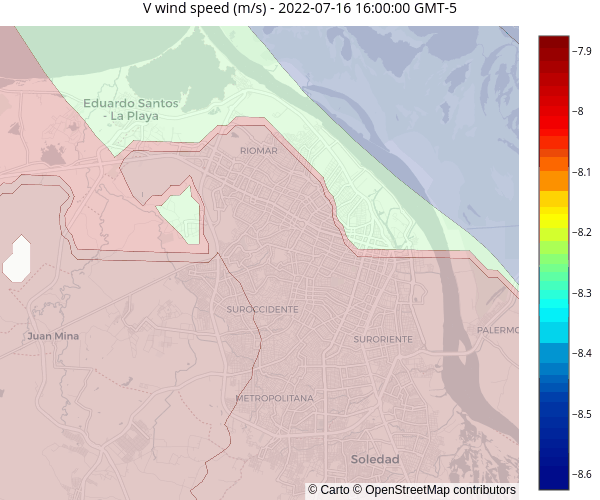 V wind speed (m/s) - 2022-07-16 16:00:00 GMT-5
−7.9
Eduardo Santos
- La Playa
−8
RIOMAR
−8.1
−8.2
−8.3
SUROCCIDENTE
Juan Mina
SURORIENTE
PALERMO
−8.4
METROPOLITANA
−8.5
Soledad
−8.6
© Carto © OpenStreetMap contributors